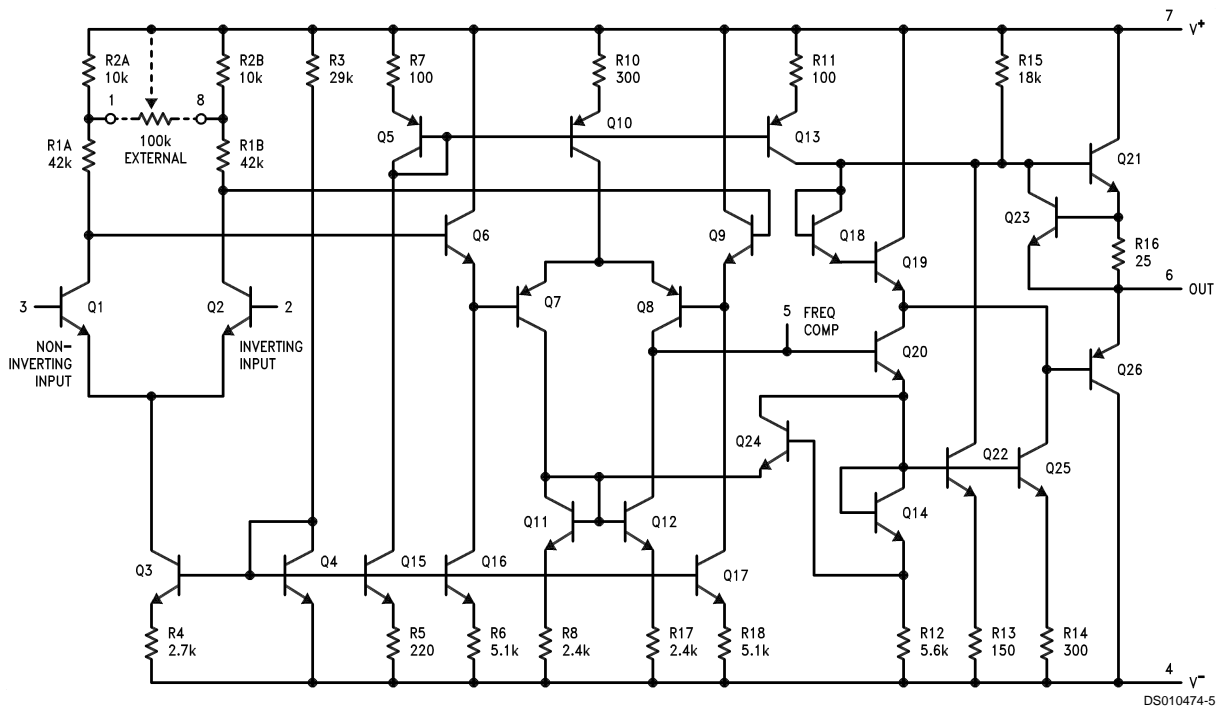 7
V+
R2A
10k
R2B
10k
R3
29k
R7
100
R10
300
R11
100
R15
18k
1
8
100k
EXTERNAL
Q5
Q10
Q13
R1A
42k
R1B
42k
Q21
Q23
Q6
Q9
Q18
Q19
R16
25
6
OUT
3
Q1
Q2
2
Q7
Q8
5
FREQ
COMP
NON–
INVERTING
INPUT
INVERTING
INPUT
Q20
Q26
Q24
Q22
Q25
Q11
Q12
Q14
Q3
Q4
Q15
Q16
Q17
R4
2.7k
R5
220
R6
5.1k
R8
2.4k
R17
2.4k
R18
5.1k
R12
5.6k
R13
150
R14
300
4
V–
DS010474-5